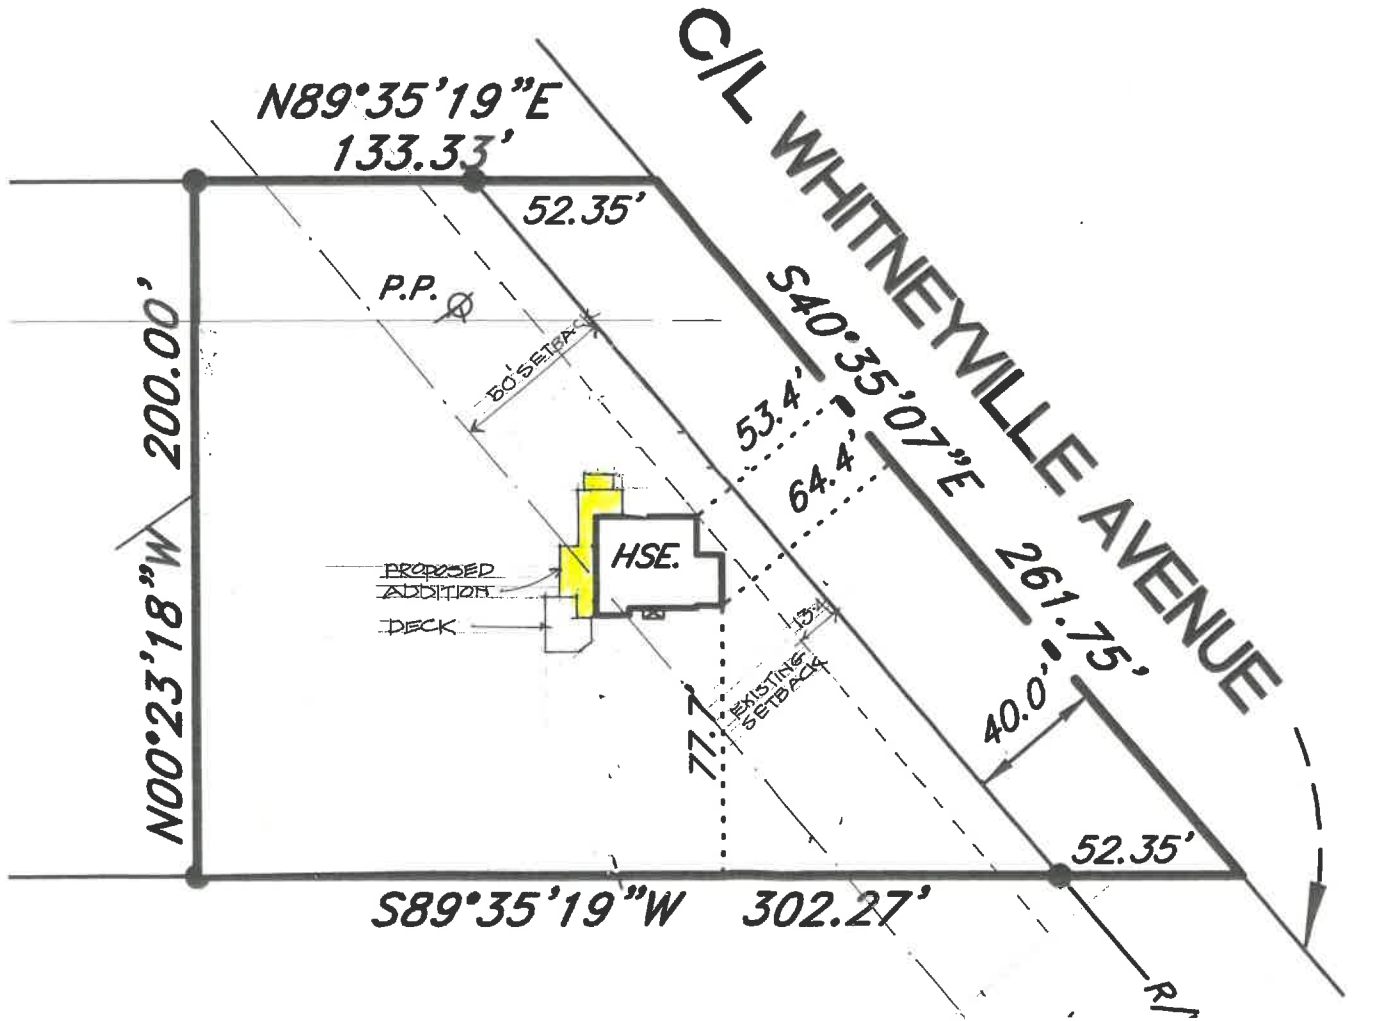 C/L WHITNEYVILLE AVENUE
N89°35'19"E
133.33'
52.35'
P.P.
S40°35'07"E 261.75'
50' SETBACK
200.00'
N00°23'18"W
53.4'
64.4'
HSE.
PROPOSED
ADDITION
DECK
13'
EXISTING
SETBACK
77.7'
40.0'
52.35'
S89°35'19"W 302.27'